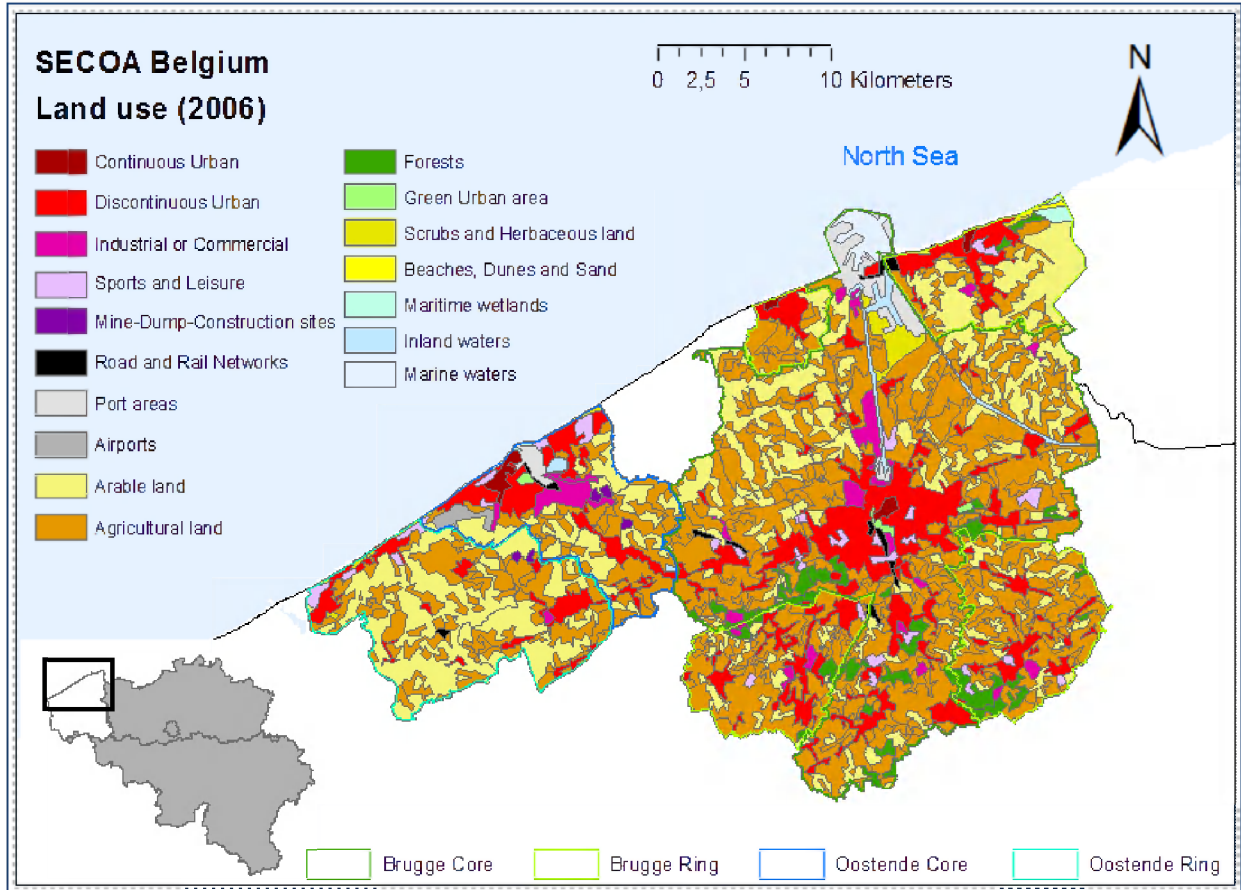 SECOA Belgium
Land use (2006)
0 2,5 5 10 Kilometers
N
North Sea
Continuous Urban
Discontinuous Urban
Industrial or Commercial
Sports and Leisure
Mine-Dump-Construction sites
Road and Rail Networks
Port areas
Airports
Arable land
Agricultural land
Forests
Green Urban area
Scrubs and Herbaceous land
Beaches, Dunes and Sand
Maritime wetlands
Inland waters
Marine waters
Brugge Core
Brugge Ring
Oostende Core
Oostende Ring